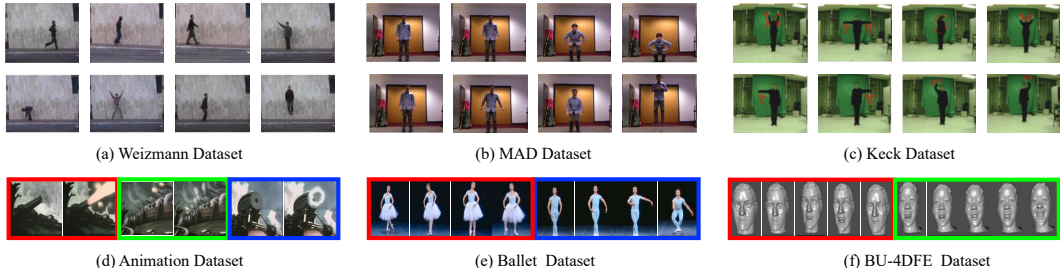 (a) Weizmann Dataset
(b) MAD Dataset
(c) Keck Dataset
(d) Animation Dataset
(e) Ballet Dataset
(f) BU-4DFE Dataset